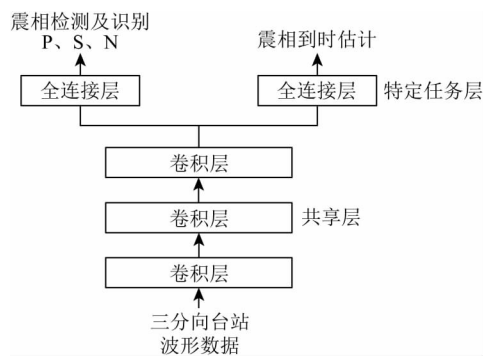 震相检测及识别
P、S、N
震相到时估计
全连接层
全连接层
特定任务层
卷积层
卷积层
共享层
卷积层
三分向台站
波形数据